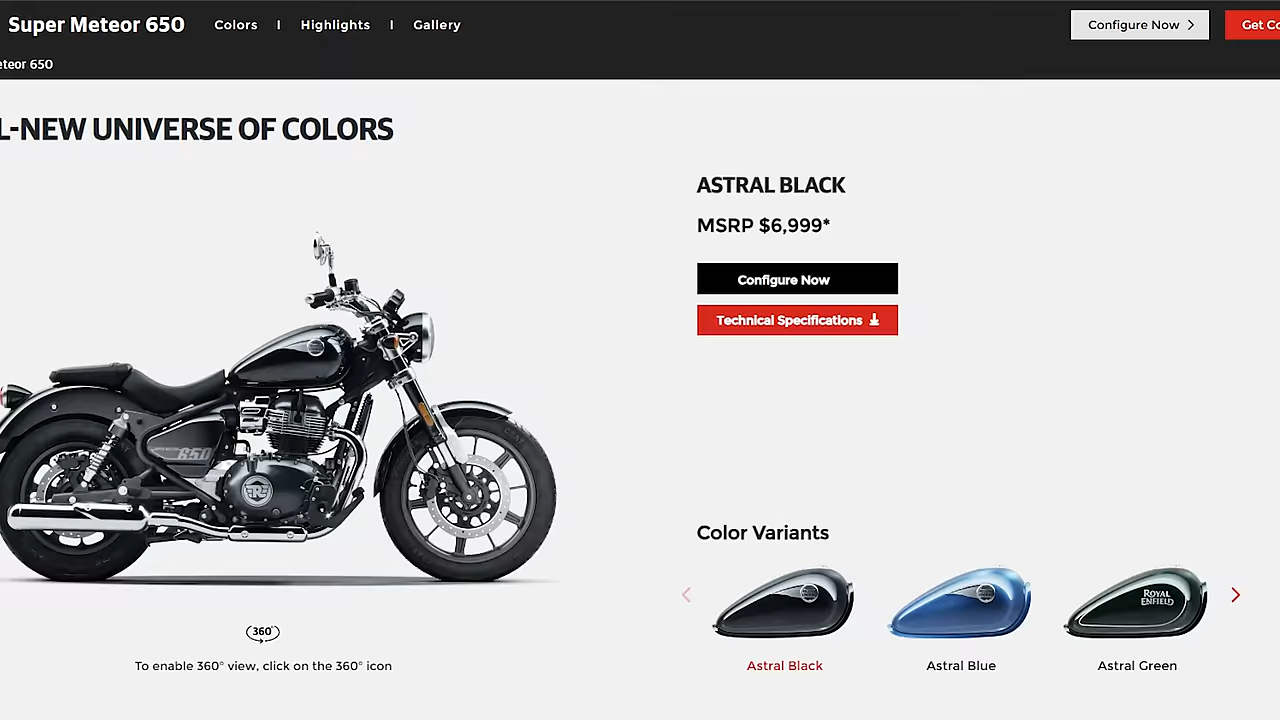 Super Meteor 650 Colors I Highlights I Gallery Configure Now Get Co
eteor 650
L-NEW UNIVERSE OF COLORS
ASTRAL BLACK
MSRP $6,999*
Configure Now
Technical Specifications
650
Color Variants
ROYAL
ENFIELD
360°
To enable 360° view, click on the 360° icon
Astral Black Astral Blue Astral Green